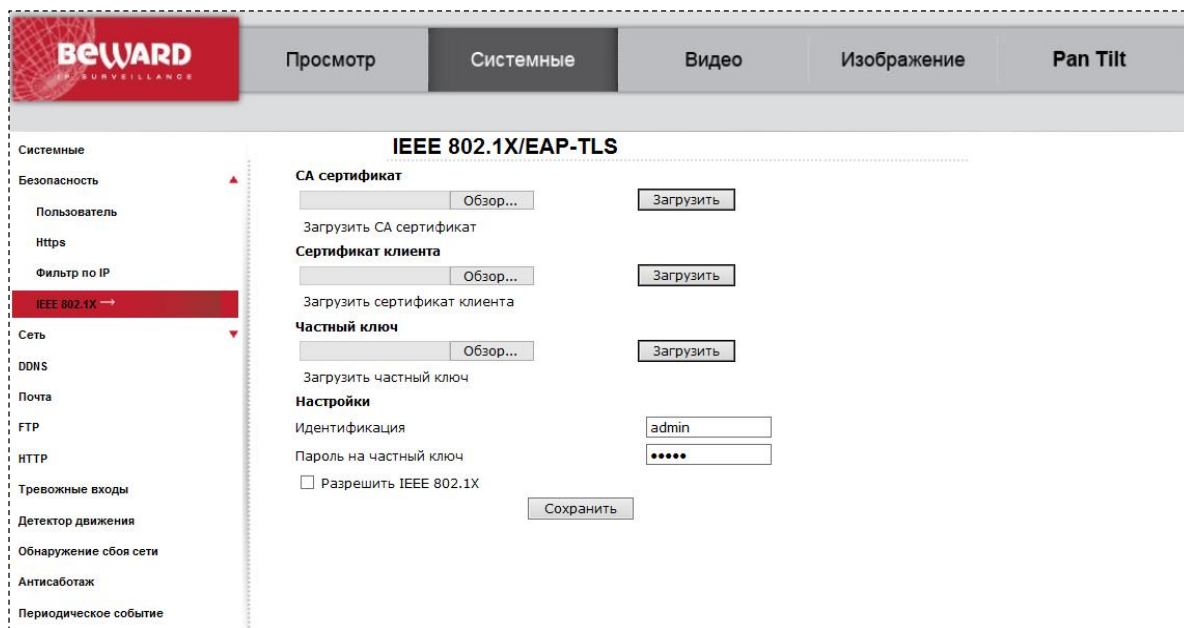 BEWARD
IP SURVEILLANCE
Просмотр
Системные
Видео
Изображение
Pan Tilt
Системные
Безопасность
Пользователь
Https
Фильтр по IP
IEEE 802.1X →
Сеть
DDNS
Почта
FTP
HTTP
Тревожные входы
Детектор движения
Обнаружение сбоя сети
Антисаботаж
Периодическое событие
IEEE 802.1X/EAP-TLS
CA сертификат
Обзор... Загрузить
Загрузить CA сертификат
Сертификат клиента
Обзор... Загрузить
Загрузить сертификат клиента
Частный ключ
Обзор... Загрузить
Загрузить частный ключ
Настройки
Идентификация admin
Пароль на частный ключ •••••
Разрешить IEEE 802.1X
Сохранить